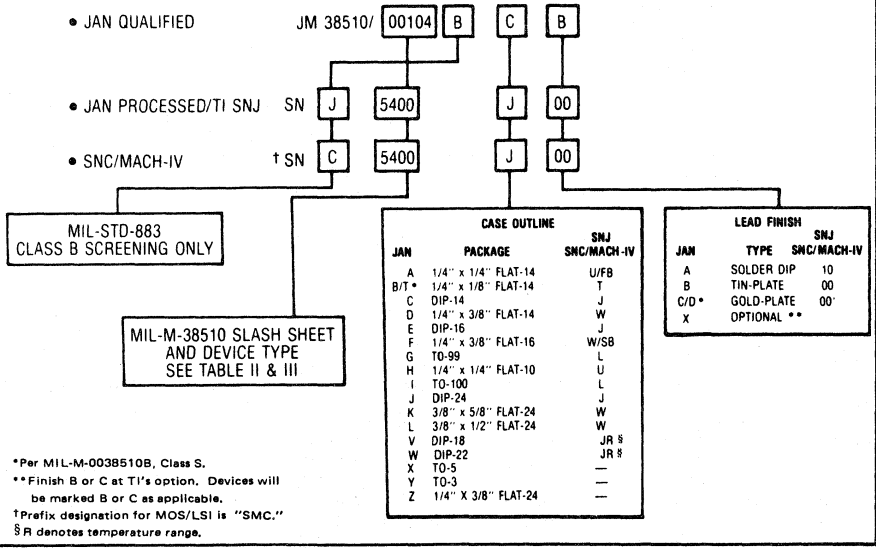 • JAN QUALIFIED JM 38510/ 00104 B C B
• JAN PROCESSED/TI SNJ SN J 5400 J 00
• SNC/MACH-IV † SN C 5400 J 00
MIL-STD-883
CLASS B SCREENING ONLY
MIL-M-38510 SLASH SHEET
AND DEVICE TYPE
SEE TABLE II & III
CASE OUTLINE
SNJ
JAN PACKAGE SNC/MACH-IV
A 1/4" x 1/4" FLAT-14 U/FB
B/T* 1/4" x 1/8" FLAT-14 T
C DIP-14 J
D 1/4" x 3/8" FLAT-14 W
E DIP-16 J
F 1/4" x 3/8" FLAT-16 W/SB
G TO-99 L
H 1/4" x 1/4" FLAT-10 U
I TO-100 L
J DIP-24 J
K 3/8" x 5/8" FLAT-24 W
L 3/8" x 1/2" FLAT-24 W
V DIP-18 JR §
W DIP-22 JR §
X TO-5 —
Y TO-3 —
Z 1/4" X 3/8" FLAT-24 —
LEAD FINISH
SNJ
JAN TYPE SNC/MACH-IV
A SOLDER DIP 10
B TIN-PLATE 00
C/D* GOLD-PLATE 00
X OPTIONAL **
*Per MIL-M-0038510B, Class S.
**Finish B or C at TI's option. Devices will
be marked B or C as applicable.
†Prefix designation for MOS/LSI is "SMC."
§ R denotes temperature range.